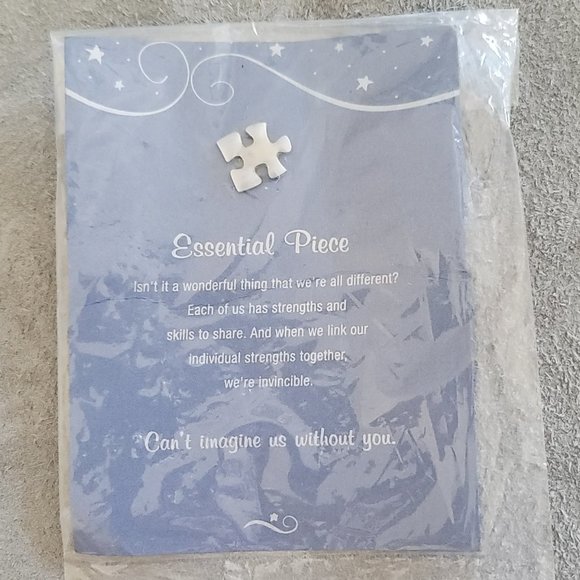 Essential Piece
Isn't it a wonderful thing that we're all different?
Each of us has strengths and
skills to share. And when we link our
individual strengths together,
we're invincible.
Can't imagine us without you.